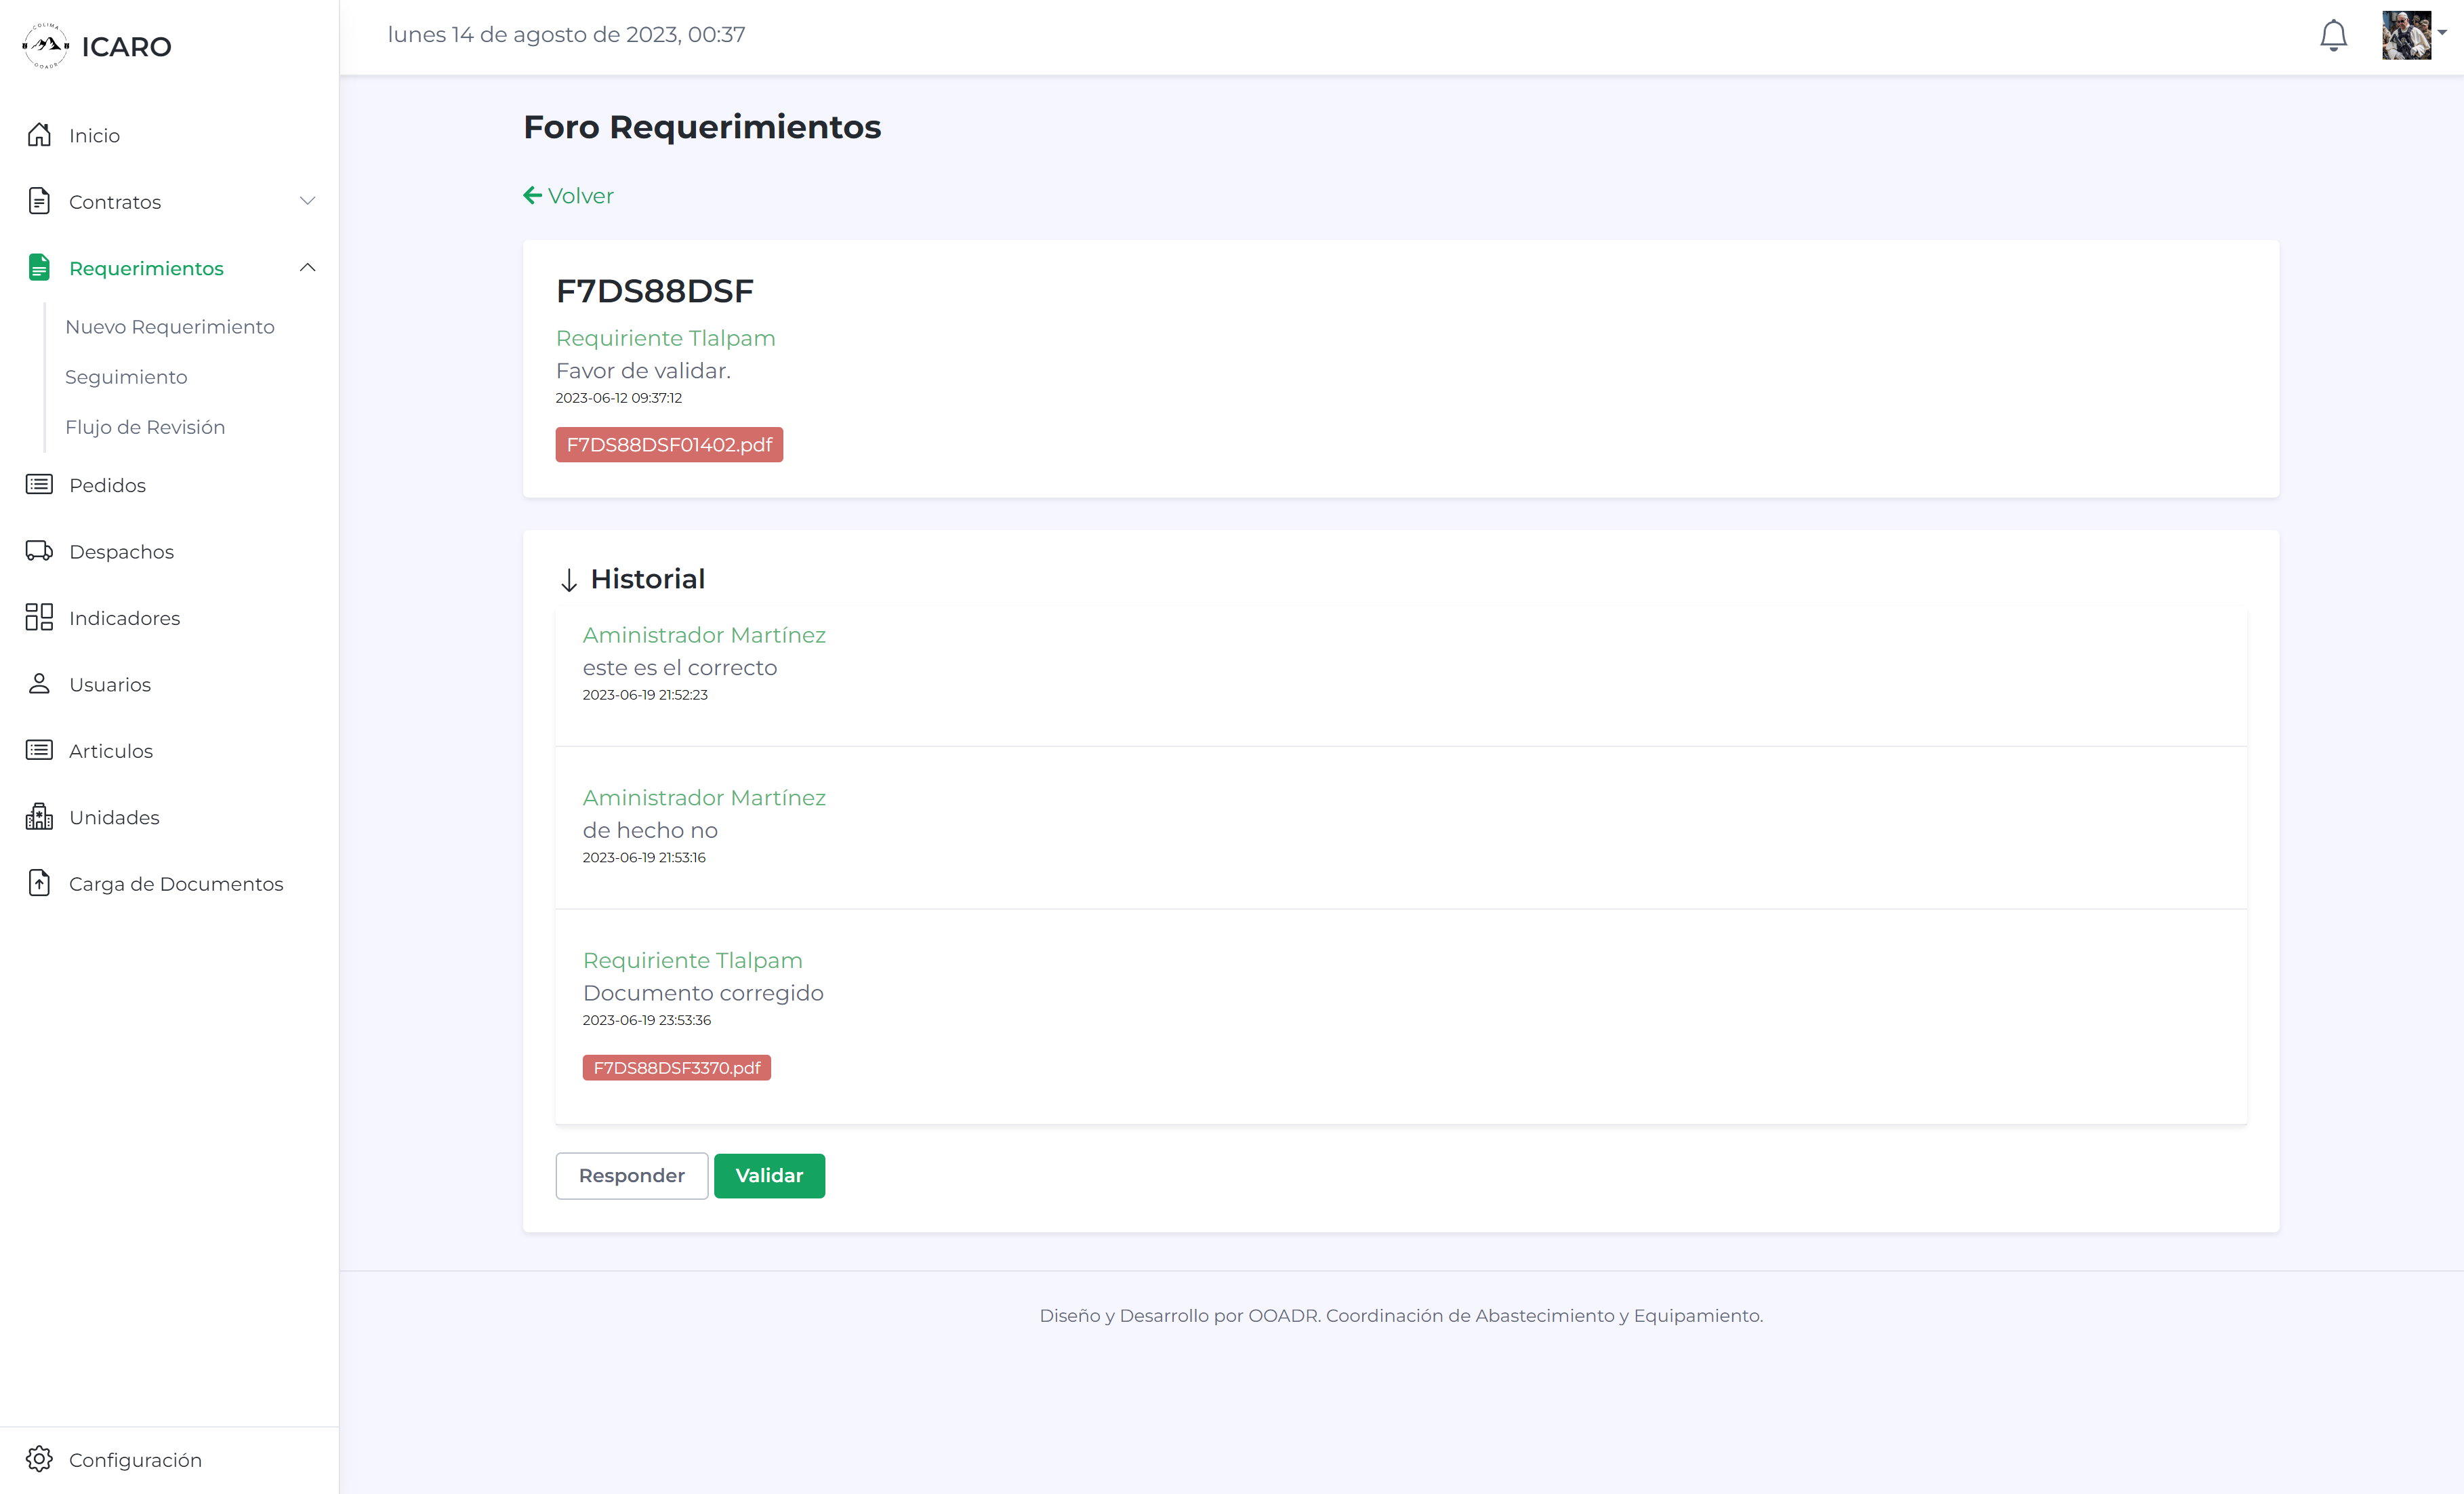 COLIMA
OOADR
ICARO
lunes 14 de agosto de 2023, 00:37
Inicio
Contratos
Requerimientos
Nuevo Requerimiento
Seguimiento
Flujo de Revisión
Pedidos
Despachos
Indicadores
Usuarios
Articulos
Unidades
Carga de Documentos
Configuración
Foro Requerimientos
Volver
F7DS88DSF
Requiriente Tlalpam
Favor de validar.
2023-06-12 09:37:12
F7DS88DSF01402.pdf
Historial
Aministrador Martínez
este es el correcto
2023-06-19 21:52:23
Aministrador Martínez
de hecho no
2023-06-19 21:53:16
Requiriente Tlalpam
Documento corregido
2023-06-19 23:53:36
F7DS88DSF3370.pdf
Responder
Validar
Diseño y Desarrollo por OOADR. Coordinación de Abastecimiento y Equipamiento.